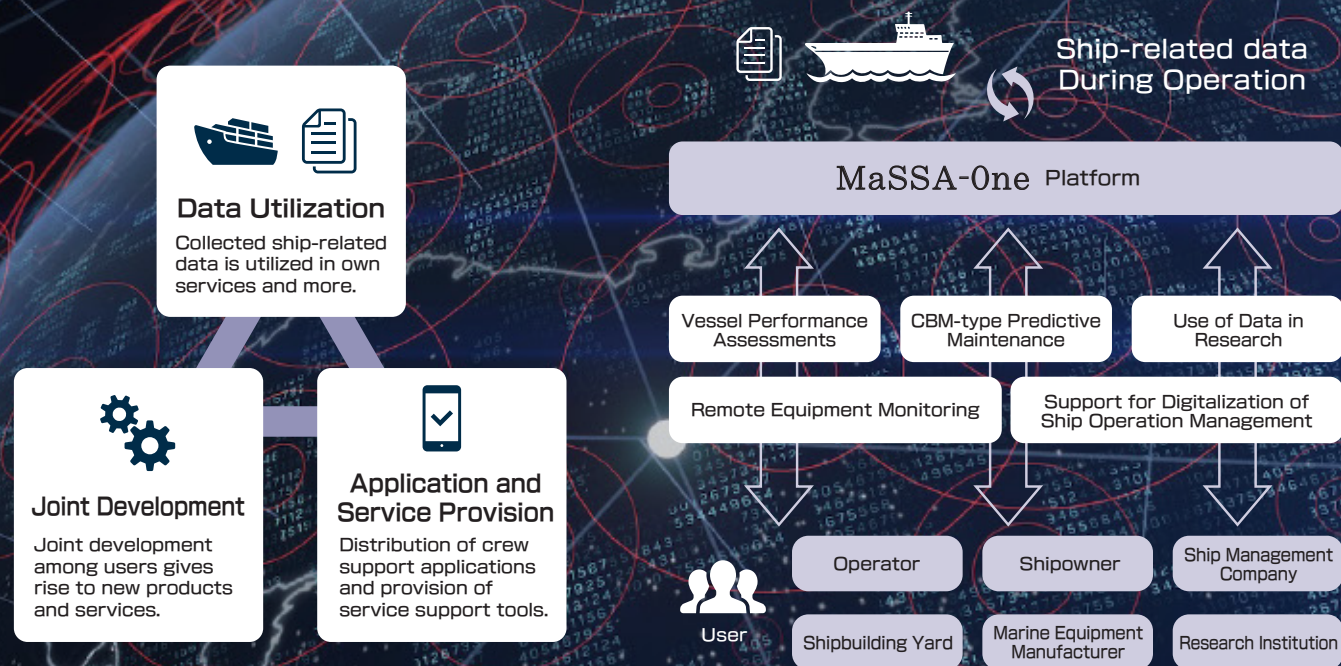 Data Utilization
Collected ship-related
data is utilized in own
services and more.
Joint Development
Joint development
among users gives
rise to new products
and services.
Application and
Service Provision
Distribution of crew
support applications
and provision of
service support tools.
Ship-related data
During Operation
MaSSA-One Platform
Vessel Performance
Assessments
CBM-type Predictive
Maintenance
Use of Data in
Research
Remote Equipment Monitoring
Support for Digitalization of
Ship Operation Management
User
Operator
Shipowner
Ship Management
Company
Shipbuilding Yard
Marine Equipment
Manufacturer
Research Institution